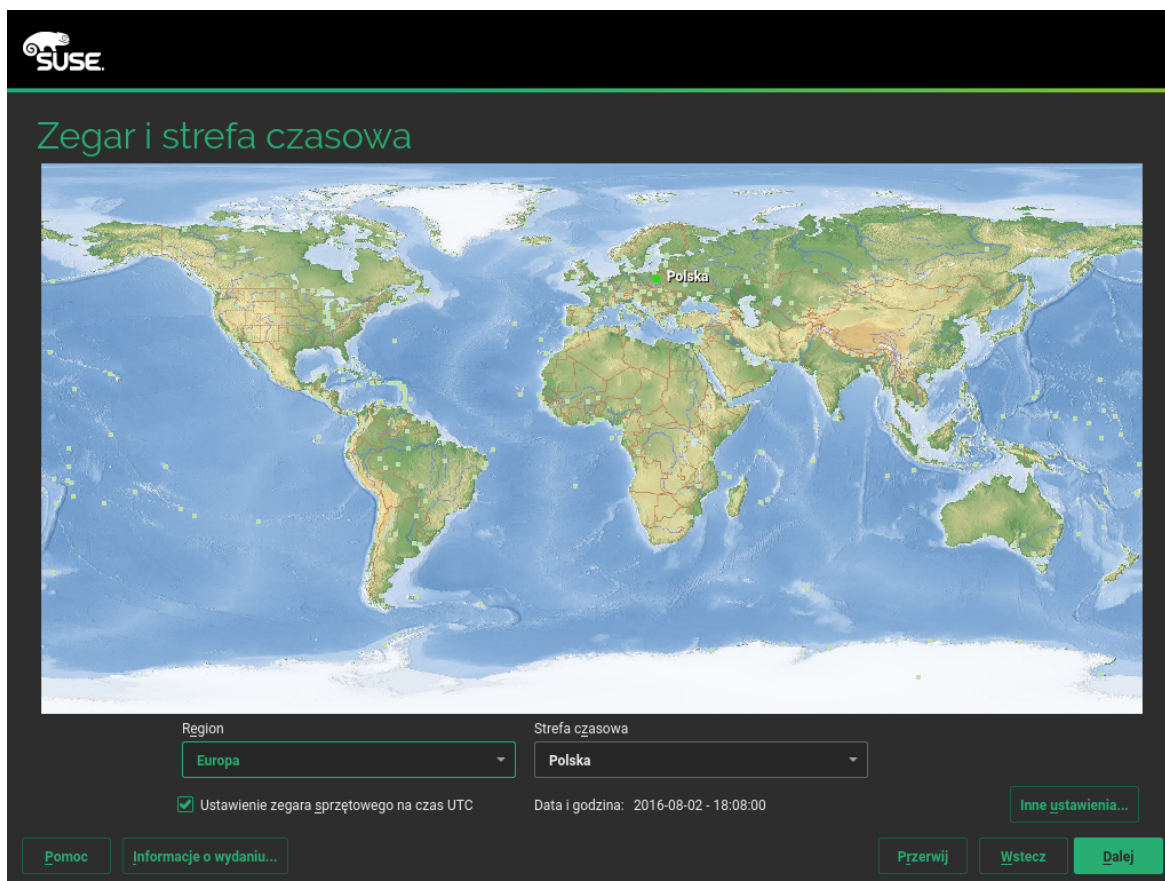 SUSE.
Zegar i strefa czasowa
Polska
Region
Strefa czasowa
Europa
Polska
Ustawienie zegara sprzętowego na czas UTC
Data i godzina: 2016-08-02 - 18:08:00
Inne ustawienia...
Pomoc
Informacje o wydaniu...
Przerwij
Wstecz
Dalej